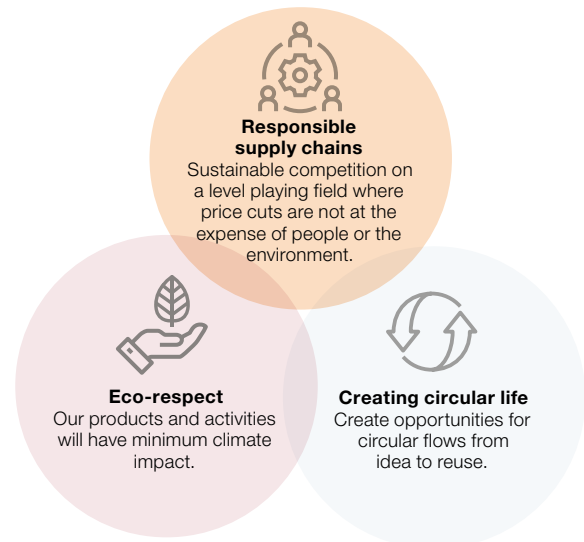 Responsible
supply chains
Sustainable competition on
a level playing field where
price cuts are not at the
expense of people or the
environment.
Eco-respect
Our products and activities
will have minimum climate
impact.
Creating circular life
Create opportunities for
circular flows from
idea to reuse.